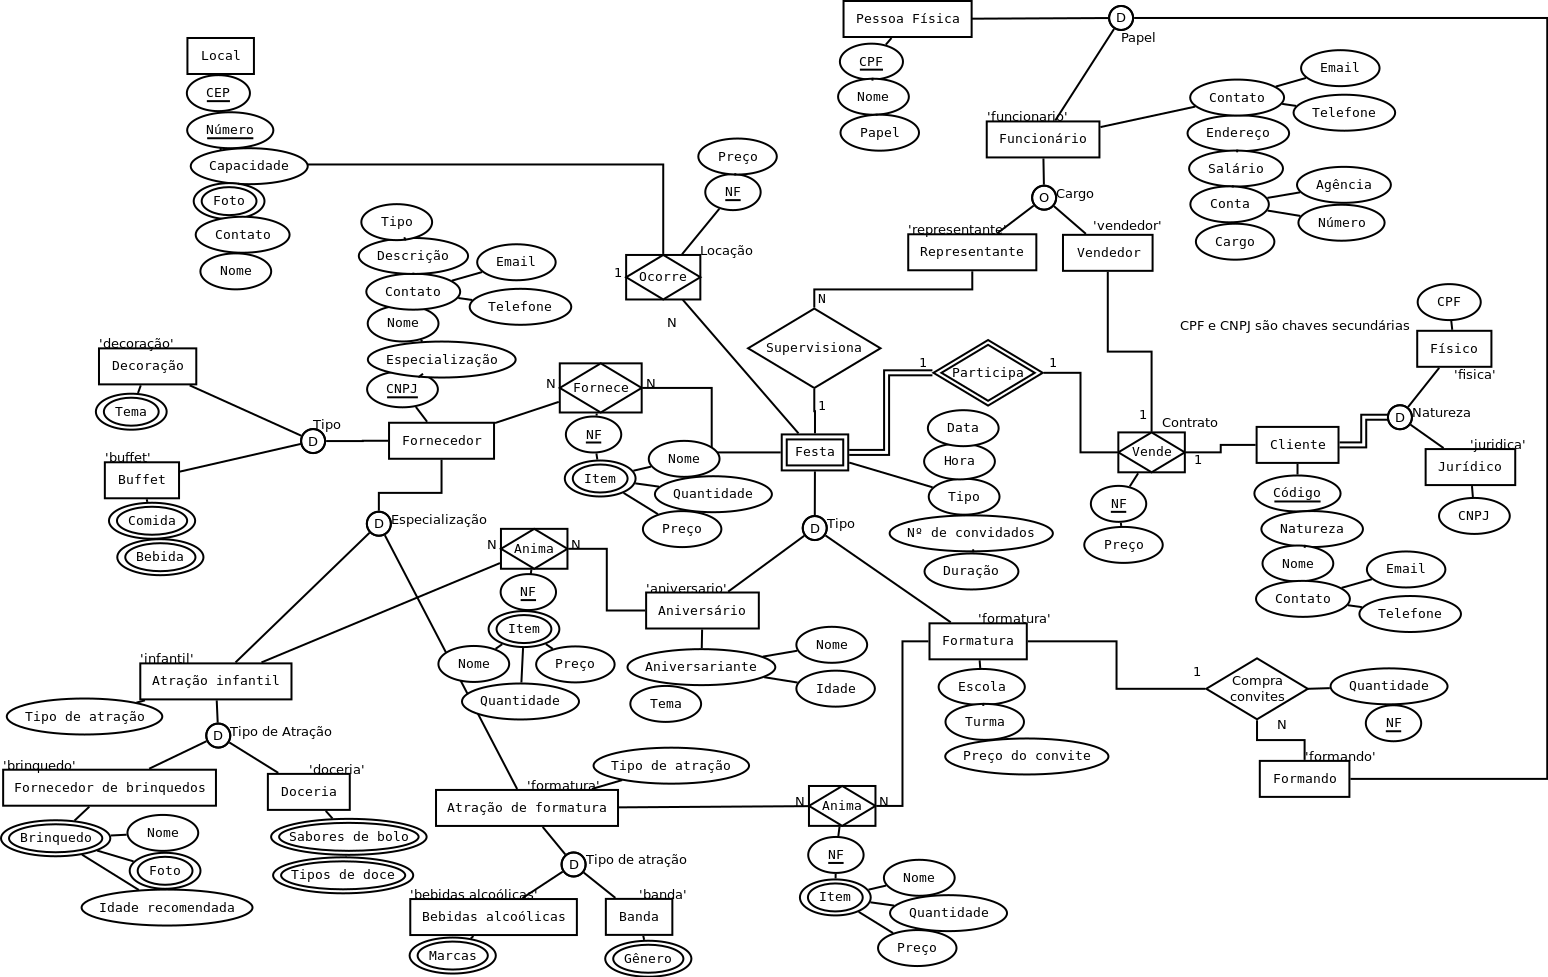 Pessoa Física
D
Papel
CPF
Nome
Papel
Local
CEP
Número
Capacidade
Foto
Contato
Nome
'funcionario'
Funcionário
Contato
Email
Telefone
Endereço
Salário
Conta
Agência
Número
Cargo
O
Cargo
'representante'
Representante
'vendedor'
Vendedor
Preço
NF
Locação
1
Ocorre
N
Tipo
Descrição
Contato
Email
Telefone
Nome
Especialização
CNPJ
Fornecedor
'decoração'
Decoração
Tema
Tipo
D
'buffet'
Buffet
Comida
Bebida
N
Fornece
N
NF
Item
Nome
Quantidade
Preço
N
Supervisiona
1
1
Participa
1
Festa
Data
Hora
Tipo
Nº de convidados
Duração
D
Tipo
1
Contrato
Vende
1
NF
Preço
Cliente
Código
Natureza
Nome
Contato
Email
Telefone
CPF
CPF e CNPJ são chaves secundárias
Físico
'fisica'
D
Natureza
'juridica'
Jurídico
CNPJ
D
Especialização
N
Anima
N
NF
Item
Nome
Preço
Quantidade
'aniversario'
Aniversário
Aniversariante
Nome
Idade
Tema
'formatura'
Formatura
Escola
Turma
Preço do convite
1
Compra
convites
N
Quantidade
NF
'formando'
Formando
'infantil'
Atração infantil
Tipo de atração
D
Tipo de Atração
'brinquedo'
Fornecedor de brinquedos
Brinquedo
Nome
Foto
Idade recomendada
'doceria'
Doceria
Sabores de bolo
Tipos de doce
Tipo de atração
'formatura'
Atração de formatura
D
Tipo de atração
'bebidas alcoólicas'
Bebidas alcoólicas
Marcas
'banda'
Banda
Gênero
N
Anima
N
NF
Item
Nome
Quantidade
Preço